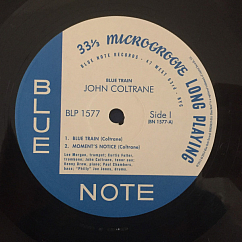 33⅓ MICROGROOVE LONG PLAYING
BLUE NOTE RECORDS · 47 WEST 63rd · NYC
BLUE TRAIN
JOHN COLTRANE
BLP 1577
Side 1
(BN 1577-A)
1. BLUE TRAIN (Coltrane)
2. MOMENT'S NOTICE (Coltrane)
Lee Morgan, trumpet; Curtis Fuller,
trombone; John Coltrane, tenor sax;
Kenny Drew, piano; Paul Chambers,
bass; "Philly" Joe Jones, drums.
BLUE
NOTE